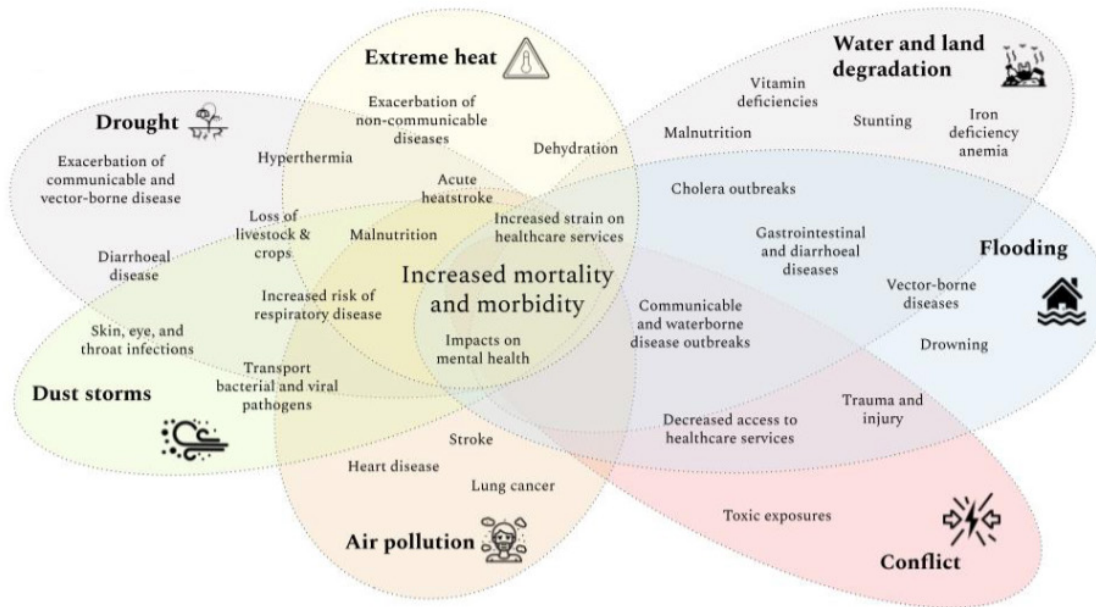 Extreme heat
Exacerbation of
non-communicable
diseases
Dehydration
Water and land
degradation
Vitamin
deficiencies
Malnutrition
Stunting
Iron
deficiency
anemia
Drought
Exacerbation of
communicable and
vector-borne disease
Hyperthermia
Acute
heatstroke
Loss of
livestock &
crops
Malnutrition
Increased strain on
healthcare services
Cholera outbreaks
Gastrointestinal
and diarrhoeal
diseases
Flooding
Vector-borne
diseases
Drowning
Diarrhoeal
disease
Increased risk of
respiratory disease
Increased mortality
and morbidity
Communicable
and waterborne
disease outbreaks
Skin, eye, and
throat infections
Impacts on
mental health
Transport
bacterial and viral
pathogens
Dust storms
Trauma and
injury
Decreased access to
healthcare services
Stroke
Heart disease
Lung cancer
Air pollution
Toxic exposures
Conflict